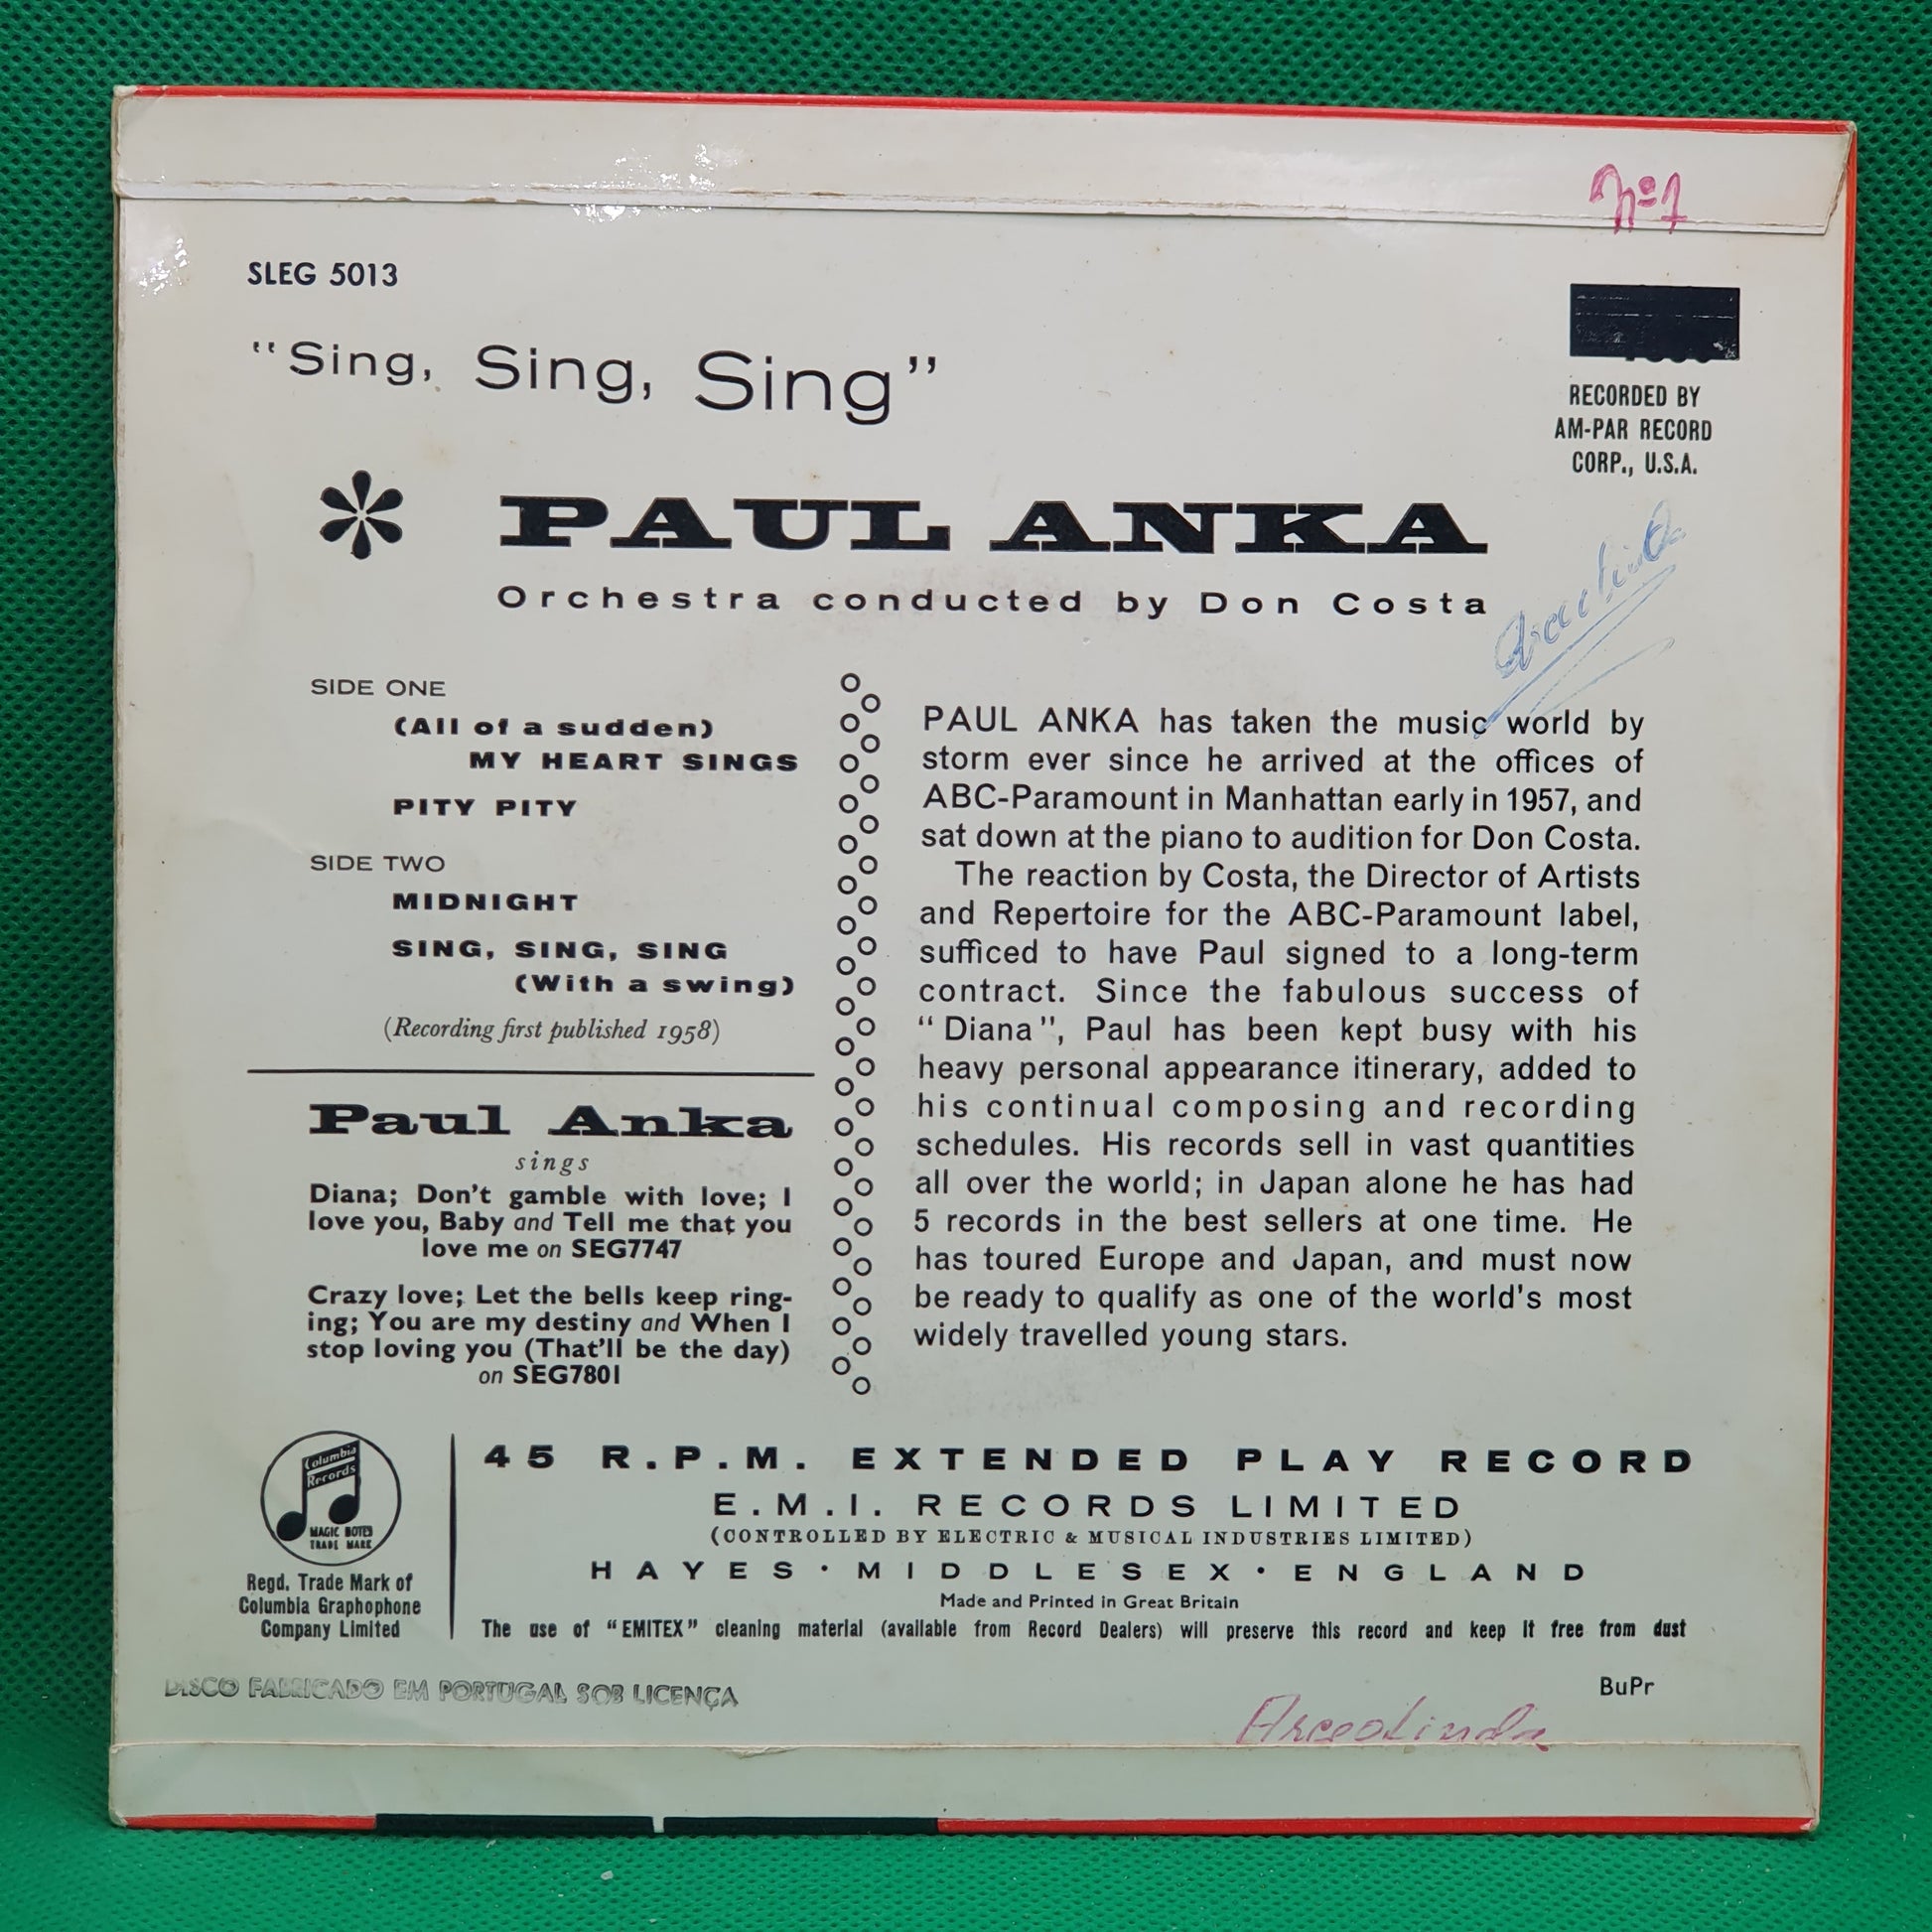 nº1
SLEG 5013
"Sing, Sing, Sing"
RECORDED BY
AM-PAR RECORD
CORP., U.S.A.
PAUL ANKA
Orchestra conducted by Don Costa
SIDE ONE
(All of a sudden)
MY HEART SINGS
PITY PITY
SIDE TWO
MIDNIGHT
SING, SING, SING
(With a swing)
(Recording first published 1958)
Paul Anka
sings
Diana; Don't gamble with love; I
love you, Baby and Tell me that you
love me on SEG7747
Crazy love; Let the bells keep ring-
ing; You are my destiny and When I
stop loving you (That'll be the day)
on SEG7801
PAUL ANKA has taken the music world by
storm ever since he arrived at the offices of
ABC-Paramount in Manhattan early in 1957, and
sat down at the piano to audition for Don Costa.
The reaction by Costa, the Director of Artists
and Repertoire for the ABC-Paramount label,
sufficed to have Paul signed to a long-term
contract. Since the fabulous success of
"Diana", Paul has been kept busy with his
heavy personal appearance itinerary, added to
his continual composing and recording
schedules. His records sell in vast quantities
all over the world; in Japan alone he has had
5 records in the best sellers at one time. He
has toured Europe and Japan, and must now
be ready to qualify as one of the world's most
widely travelled young stars.
Columbia
Records
MAGIC NOTES
TRADE MARK
Regd. Trade Mark of
Columbia Graphophone
Company Limited
45 R.P.M. EXTENDED PLAY RECORD
E.M.I. RECORDS LIMITED
(CONTROLLED BY ELECTRIC & MUSICAL INDUSTRIES LIMITED)
HAYES · MIDDLESEX · ENGLAND
Made and Printed in Great Britain
The use of "EMITEX" cleaning material (available from Record Dealers) will preserve this record and keep it free from dust
DISCO FABRICADO EM PORTUGAL SOB LICENÇA
BuPr